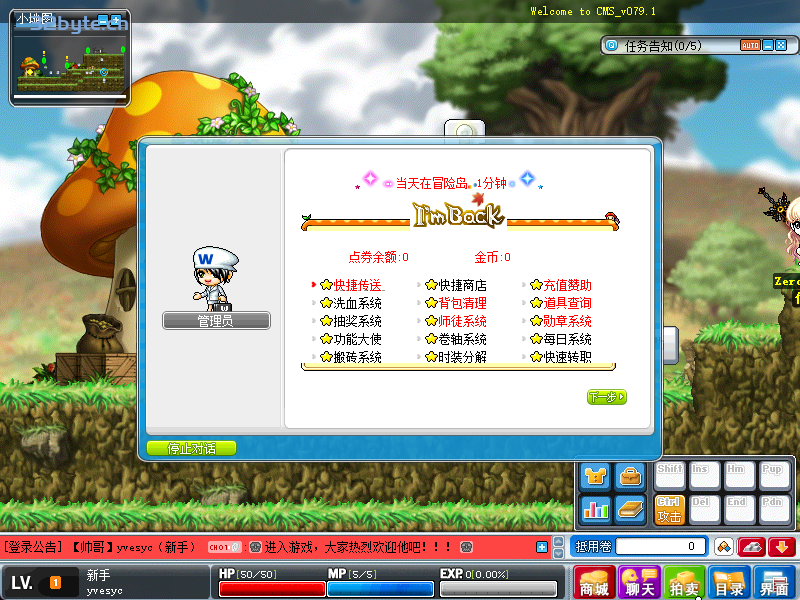 Welcome to CMS_v079.1
小地图
52byte.cn
任务告知(0/5)
AUTO
当天在冒险岛 1分钟
I'm Back
点券余额:0 金币:0
快捷传送 快捷商店 充值赞助
洗血系统 背包清理 道具查询
抽奖系统 师徒系统 勋章系统
功能大使 卷轴系统 每日系统
搬砖系统 时装分解 快速转职
W
管理员
下一步
停止对话
Zero
Shift Ins Hm Pup
Ctrl Del End Pdn
攻击
[登录公告] 【帅哥】yvesyc（新手） CH01 :进入游戏，大家热烈欢迎他吧！！！
抵用卷 0
LV. 1 新手
yvesyc
HP[50/50] MP[5/5] EXP.0[0.00%]
商城 聊天 拍卖 目录 界面